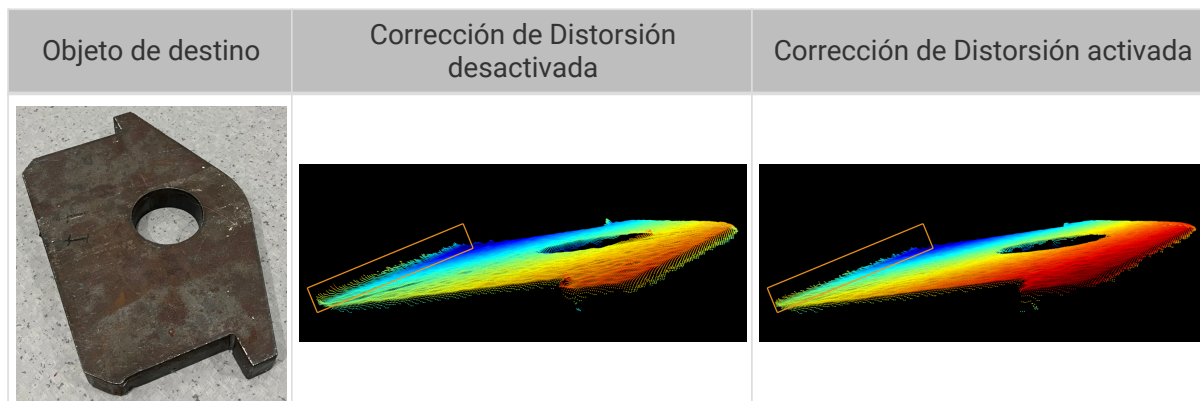 Objeto de destino
Corrección de Distorsión
desactivada
Corrección de Distorsión activada